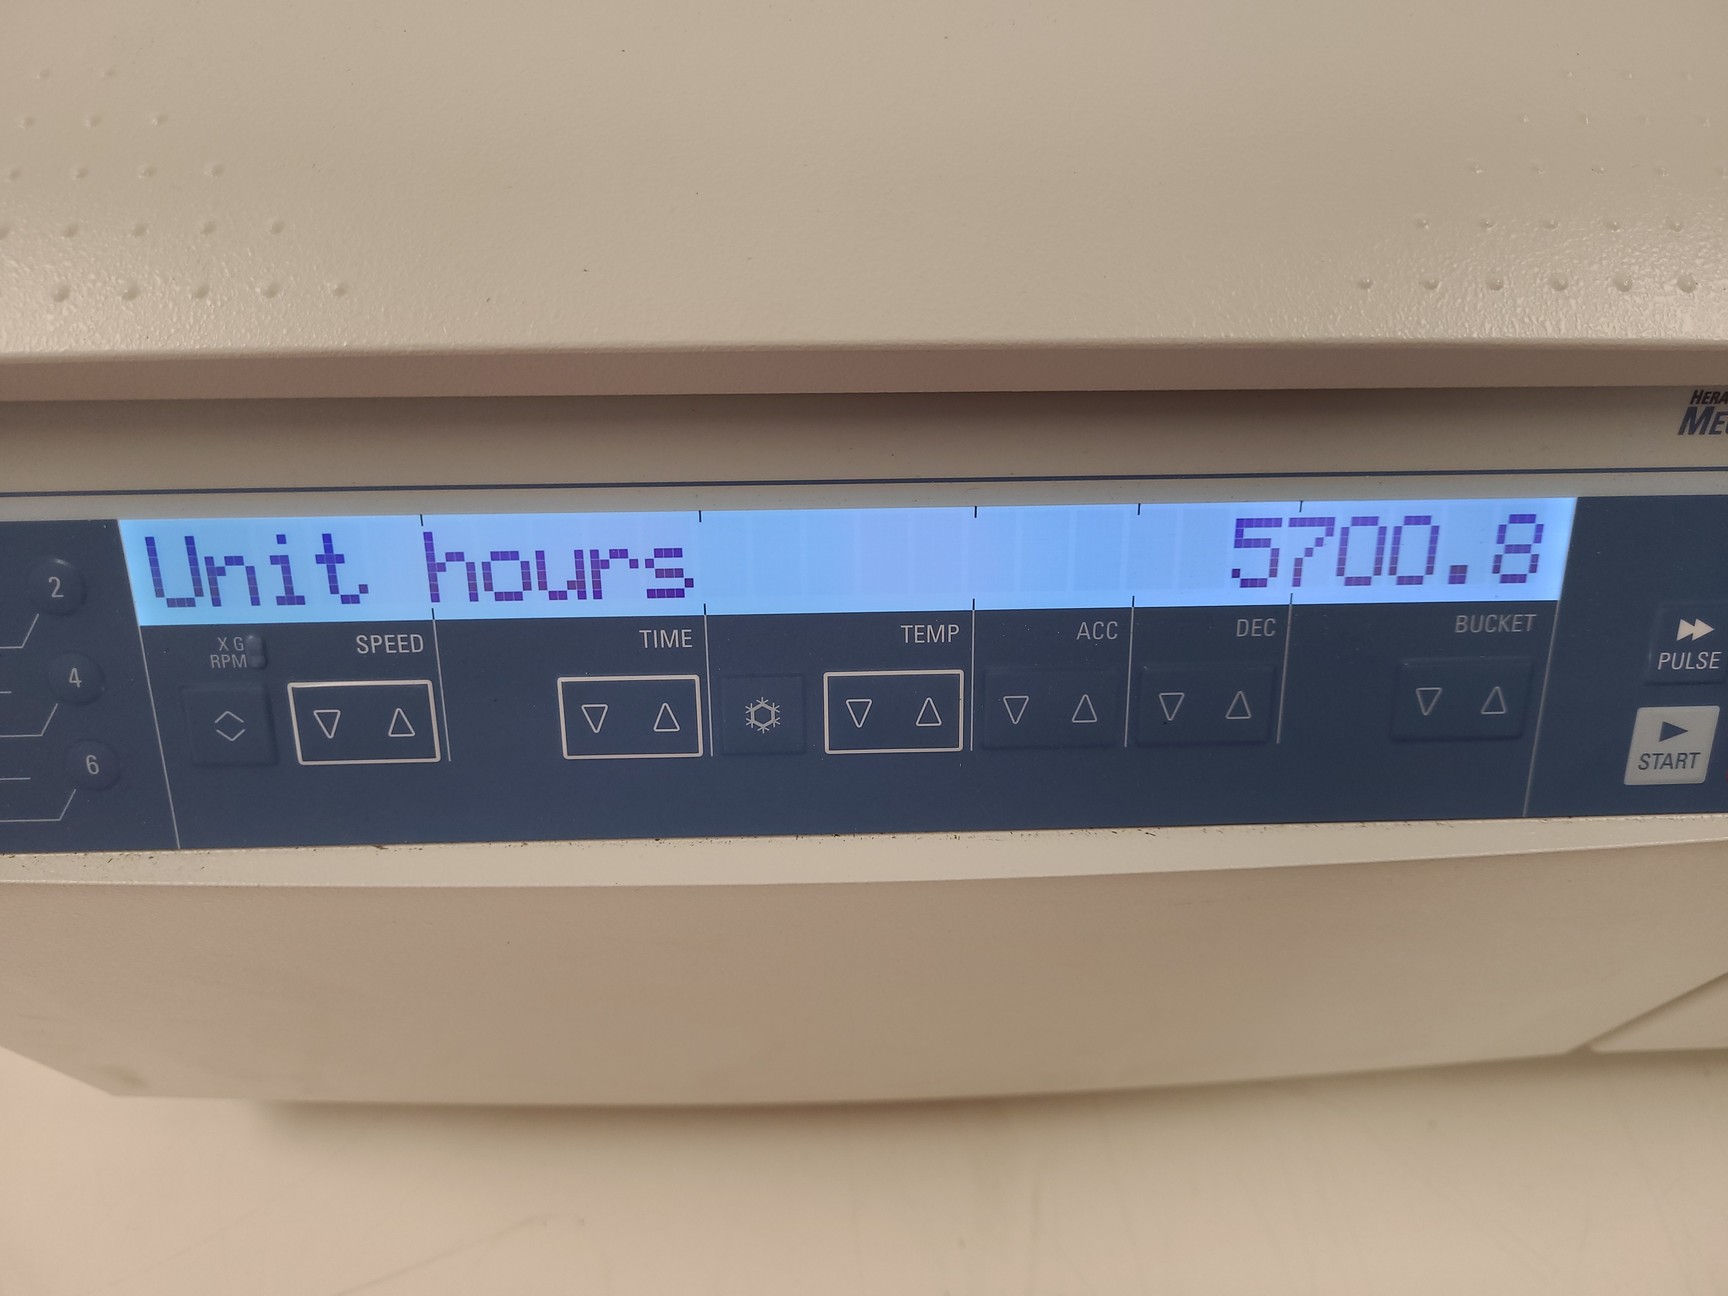 Unit hours 5700.8
2
4
6
X G
RPM
SPEED
TIME
TEMP
ACC
DEC
BUCKET
PULSE
START